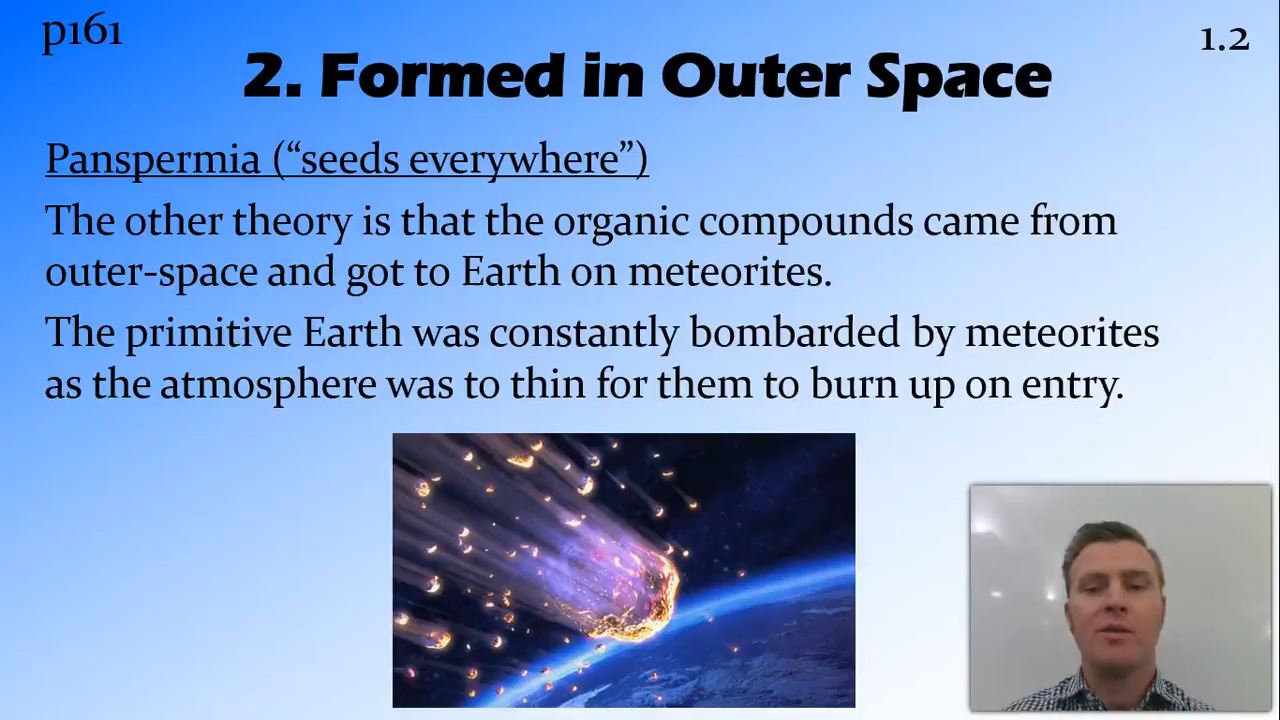 p161
1.2
2. Formed in Outer Space
Panspermia (“seeds everywhere”)
The other theory is that the organic compounds came from
outer-space and got to Earth on meteorites.
The primitive Earth was constantly bombarded by meteorites
as the atmosphere was to thin for them to burn up on entry.